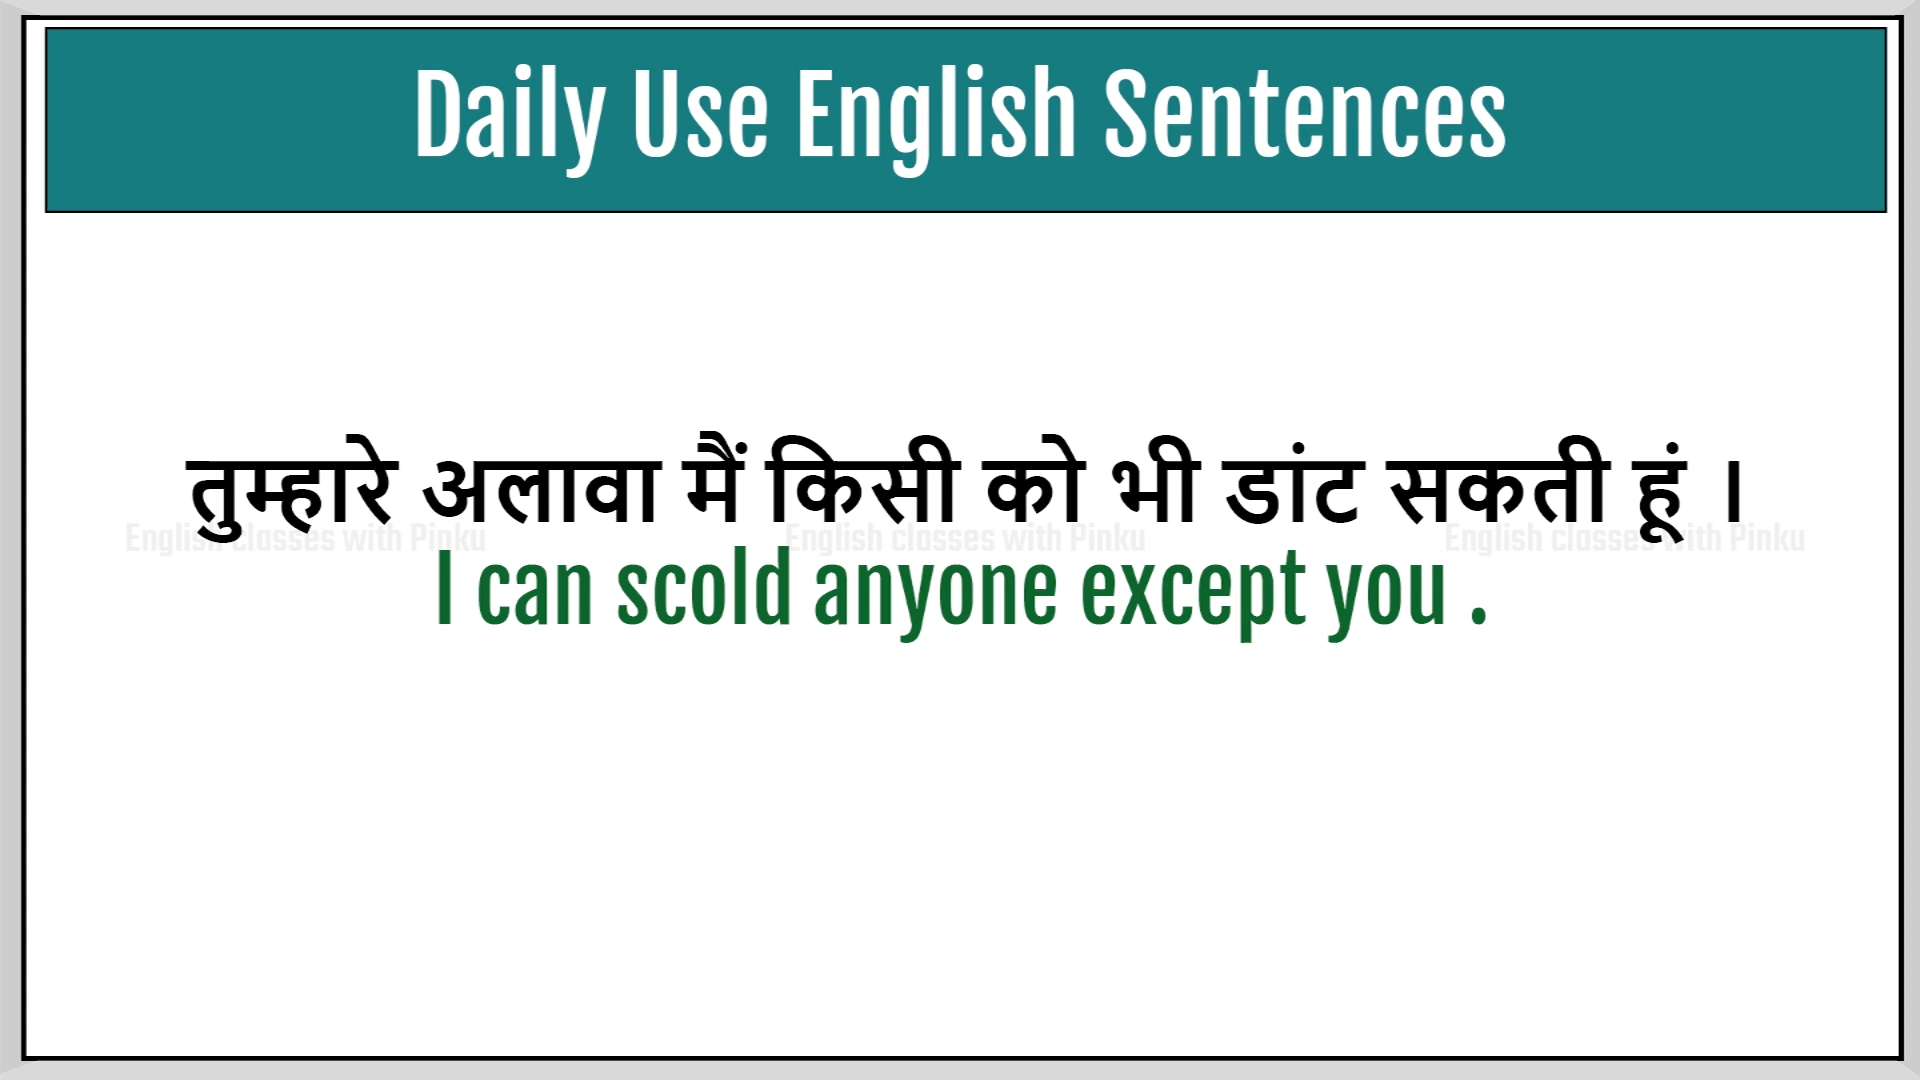 Daily Use English Sentences
तुम्हारे अलावा मैं किसी को भी डांट सकती हूं ।
English classes with Pinku English classes with Pinku English classes with Pinku
I can scold anyone except you .